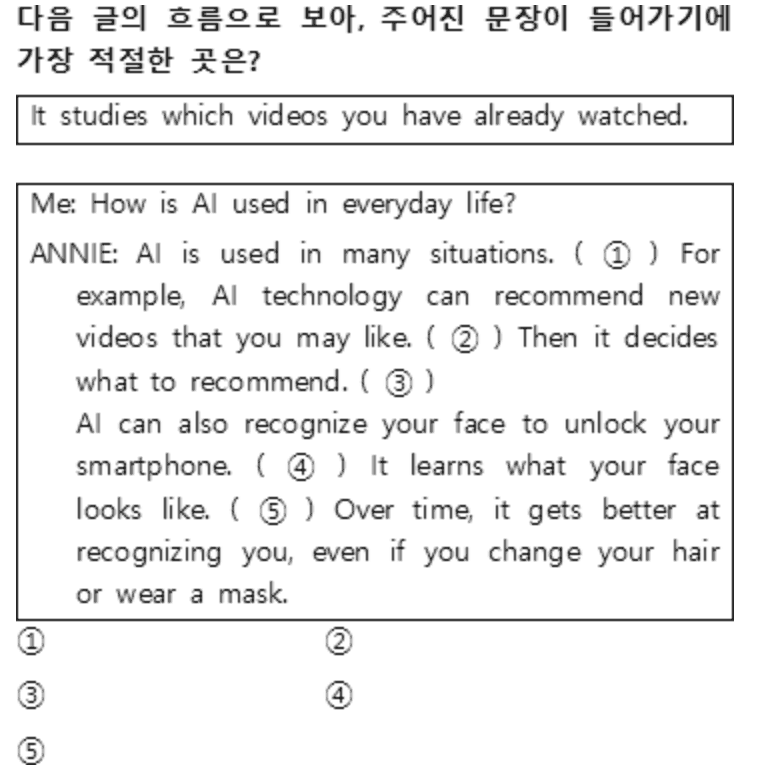 다음 글의 흐름으로 보아, 주어진 문장이 들어가기에
가장 적절한 곳은?
It studies which videos you have already watched.
Me: How is AI used in everyday life?
ANNIE: AI is used in many situations. ( ① ) For
example, AI technology can recommend new
videos that you may like. ( ② ) Then it decides
what to recommend. ( ③ )
AI can also recognize your face to unlock your
smartphone. ( ④ ) It learns what your face
looks like. ( ⑤ ) Over time, it gets better at
recognizing you, even if you change your hair
or wear a mask.
① ②
③ ④
⑤